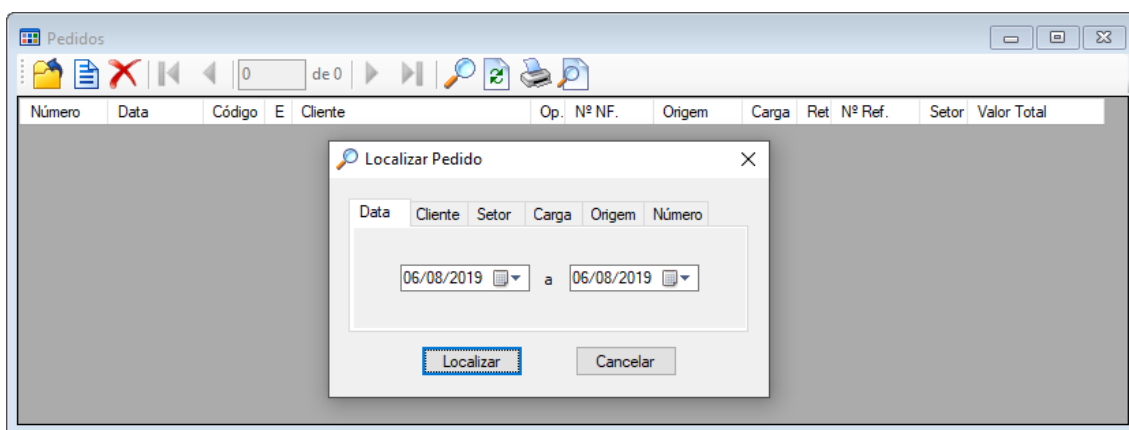 Pedidos
0 de 0
Número Data Código E Cliente Op. Nº NF. Origem Carga Ret Nº Ref. Setor Valor Total
Localizar Pedido
Data Cliente Setor Carga Origem Número
06/08/2019 a 06/08/2019
Localizar Cancelar